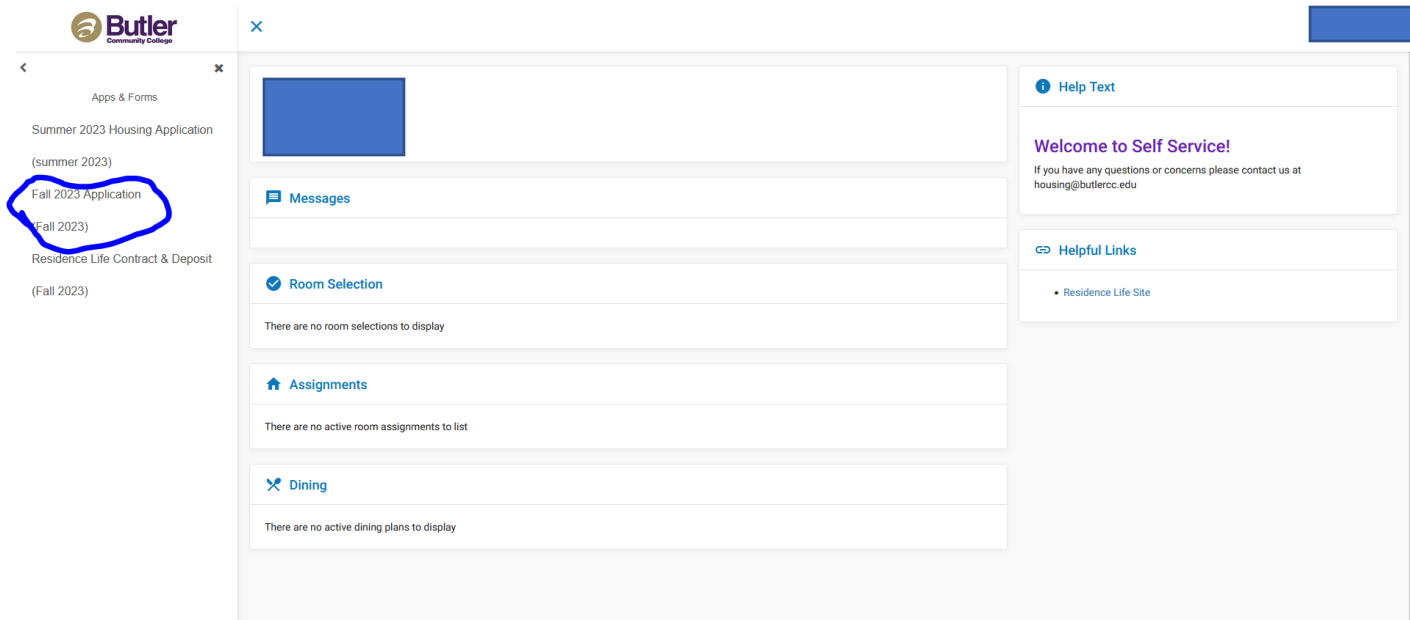 Butler
Community College
Apps & Forms
Summer 2023 Housing Application
(summer 2023)
Fall 2023 Application
(Fall 2023)
Residence Life Contract & Deposit
(Fall 2023)
Messages
Room Selection
There are no room selections to display
Assignments
There are no active room assignments to list
Dining
There are no active dining plans to display
Help Text
Welcome to Self Service!
If you have any questions or concerns please contact us at
housing@butlercc.edu
Helpful Links
Residence Life Site